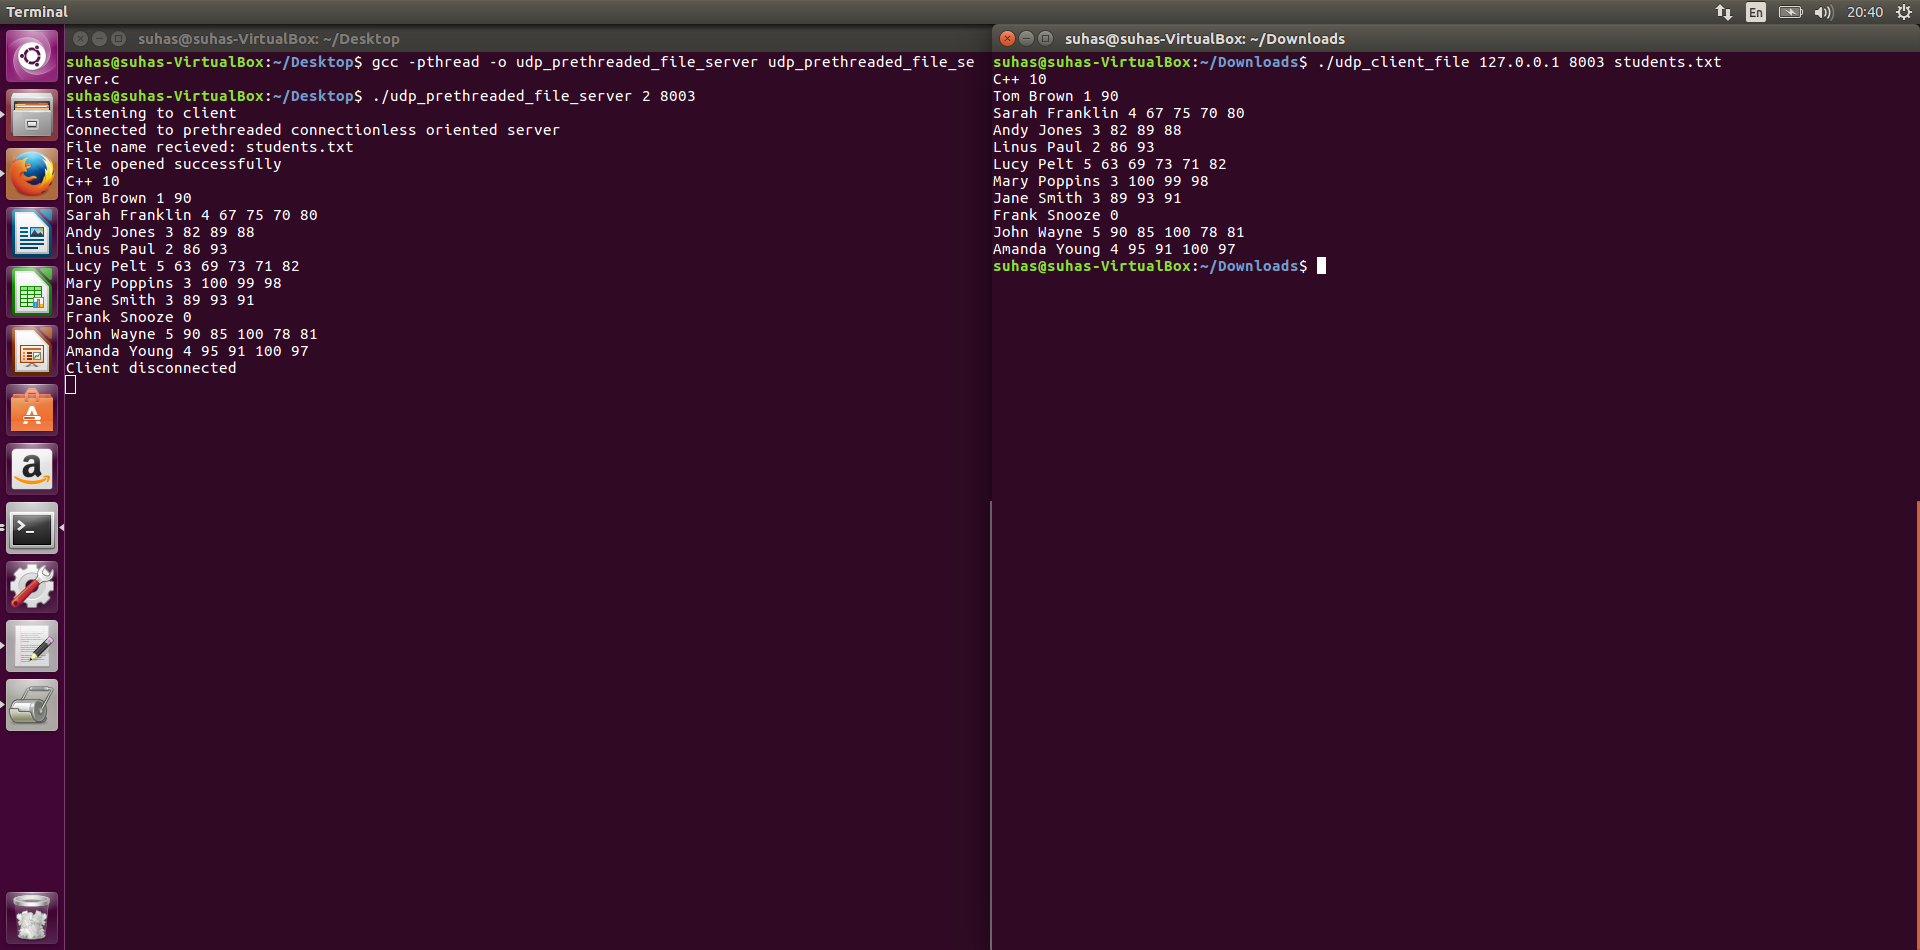 Terminal
En
20:40
suhas@suhas-VirtualBox: ~/Desktop
suhas@suhas-VirtualBox:~/Desktop$ gcc -pthread -o udp_prethreaded_file_server udp_prethreaded_file_se
rver.c
suhas@suhas-VirtualBox:~/Desktop$ ./udp_prethreaded_file_server 2 8003
Listening to client
Connected to prethreaded connectionless oriented server
File name recieved: students.txt
File opened successfully
C++ 10
Tom Brown 1 90
Sarah Franklin 4 67 75 70 80
Andy Jones 3 82 89 88
Linus Paul 2 86 93
Lucy Pelt 5 63 69 73 71 82
Mary Poppins 3 100 99 98
Jane Smith 3 89 93 91
Frank Snooze 0
John Wayne 5 90 85 100 78 81
Amanda Young 4 95 91 100 97
Client disconnected
suhas@suhas-VirtualBox: ~/Downloads
suhas@suhas-VirtualBox:~/Downloads$ ./udp_client_file 127.0.0.1 8003 students.txt
C++ 10
Tom Brown 1 90
Sarah Franklin 4 67 75 70 80
Andy Jones 3 82 89 88
Linus Paul 2 86 93
Lucy Pelt 5 63 69 73 71 82
Mary Poppins 3 100 99 98
Jane Smith 3 89 93 91
Frank Snooze 0
John Wayne 5 90 85 100 78 81
Amanda Young 4 95 91 100 97
suhas@suhas-VirtualBox:~/Downloads$